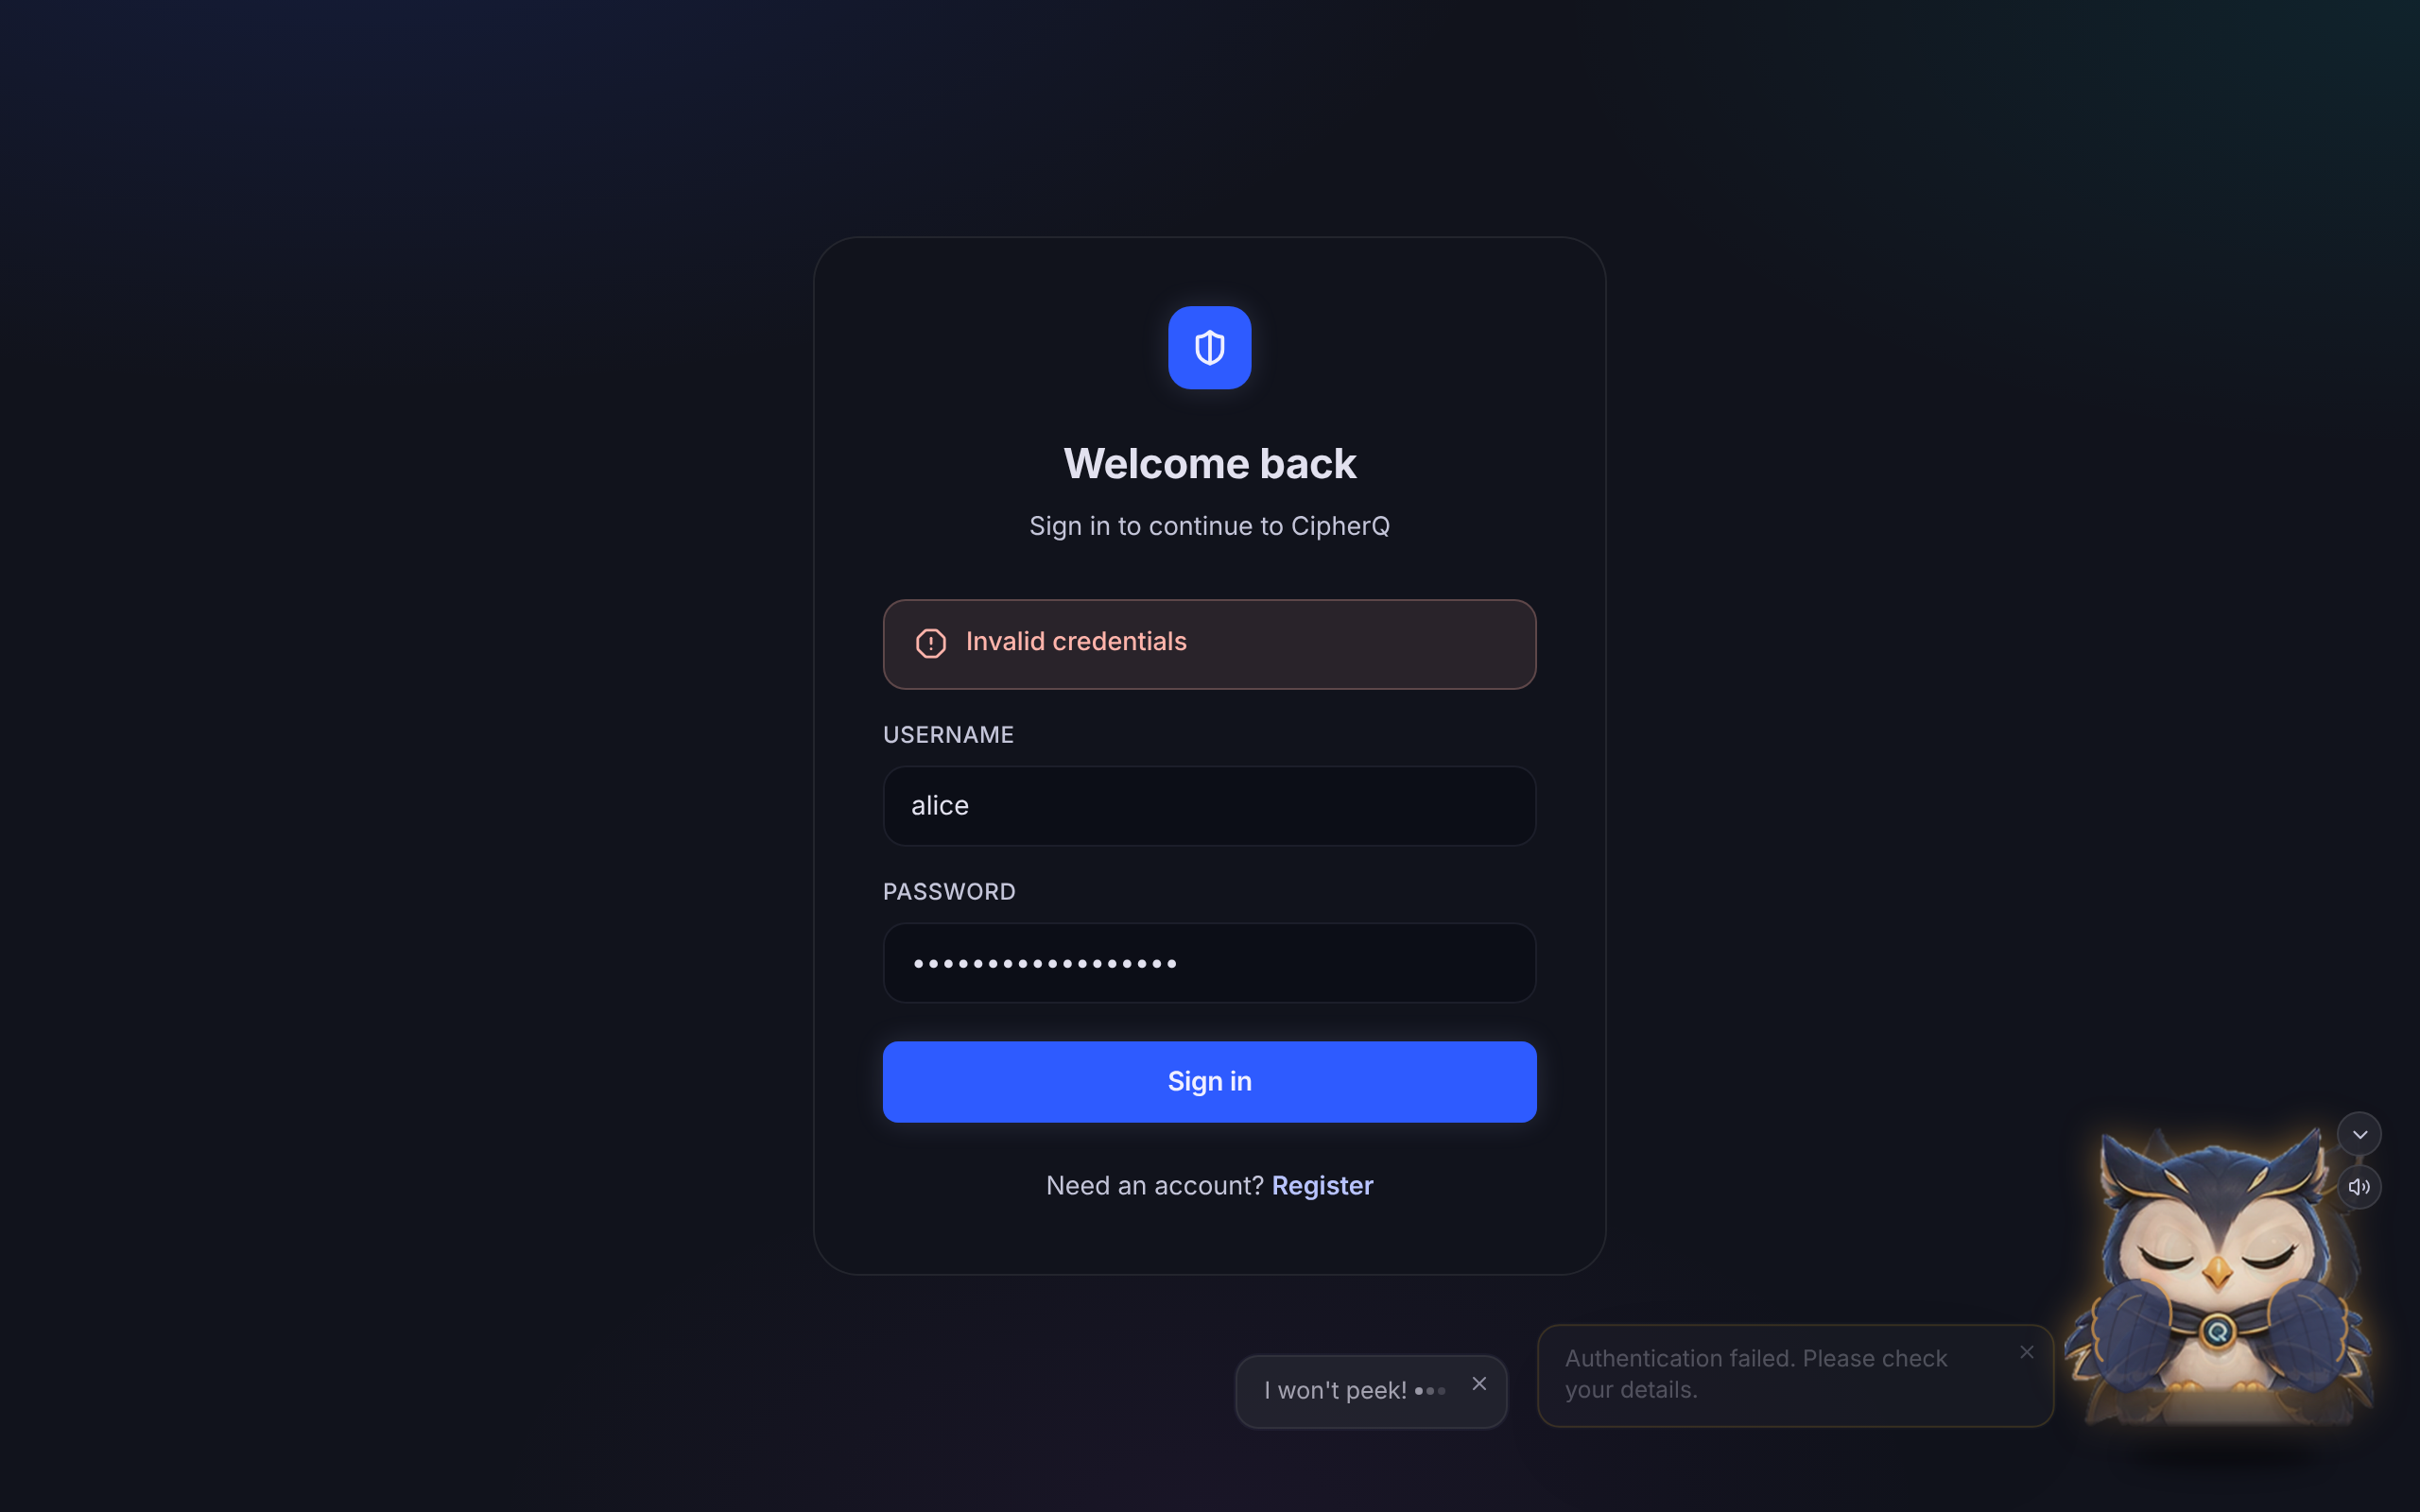 Welcome back
Sign in to continue to CipherQ
Invalid credentials
USERNAME
alice
PASSWORD
••••••••••••••••••
Sign in
Need an account? Register
I won't peek!
Authentication failed. Please check
your details.
Q